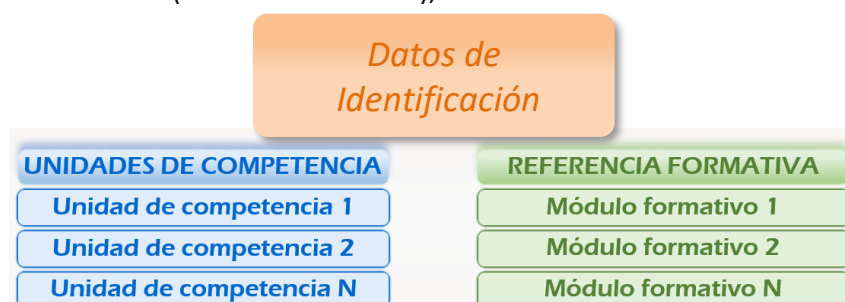 Datos de
Identificación
UNIDADES DE COMPETENCIA
REFERENCIA FORMATIVA
Unidad de competencia 1
Módulo formativo 1
Unidad de competencia 2
Módulo formativo 2
Unidad de competencia N
Módulo formativo N